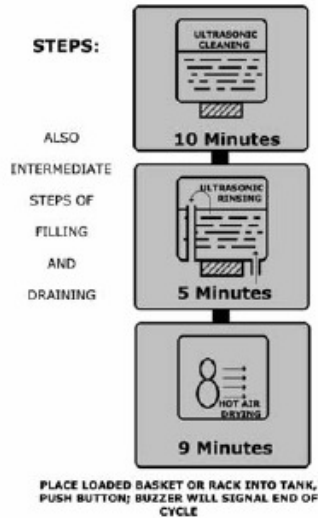 STEPS:
ULTRASONIC
CLEANING
10 Minutes
ALSO
INTERMEDIATE
STEPS OF
FILLING
AND
DRAINING
ULTRASONIC
RINSING
5 Minutes
HOT AIR
DRYING
9 Minutes
PLACE LOADED BASKET OR RACK INTO TANK,
PUSH BUTTON; BUZZER WILL SIGNAL END OF
CYCLE